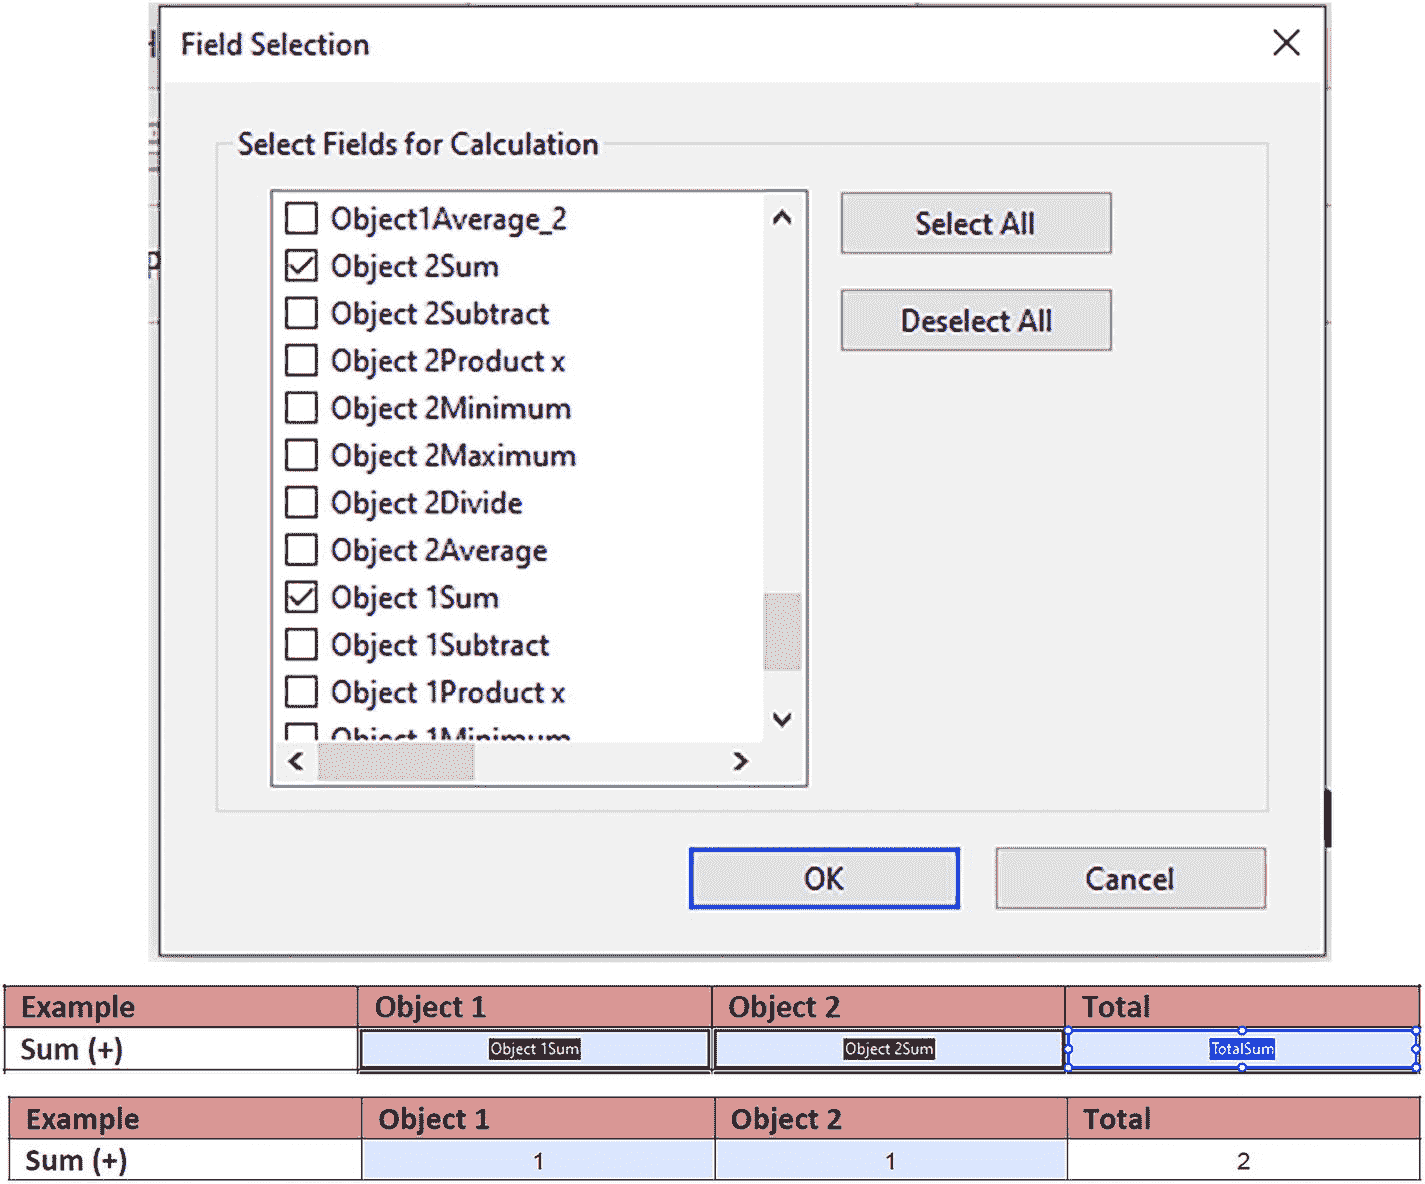 Field Selection
Select Fields for Calculation
Object1Average_2
Object 2Sum
Object 2Subtract
Object 2Product x
Object 2Minimum
Object 2Maximum
Object 2Divide
Object 2Average
Object 1Sum
Object 1Subtract
Object 1Product x
Object 1Minimum
Select All
Deselect All
OK Cancel
Example Object 1 Object 2 Total
Sum (+) Object 1Sum Object 2Sum TotalSum
Example Object 1 Object 2 Total
Sum (+) 1 1 2